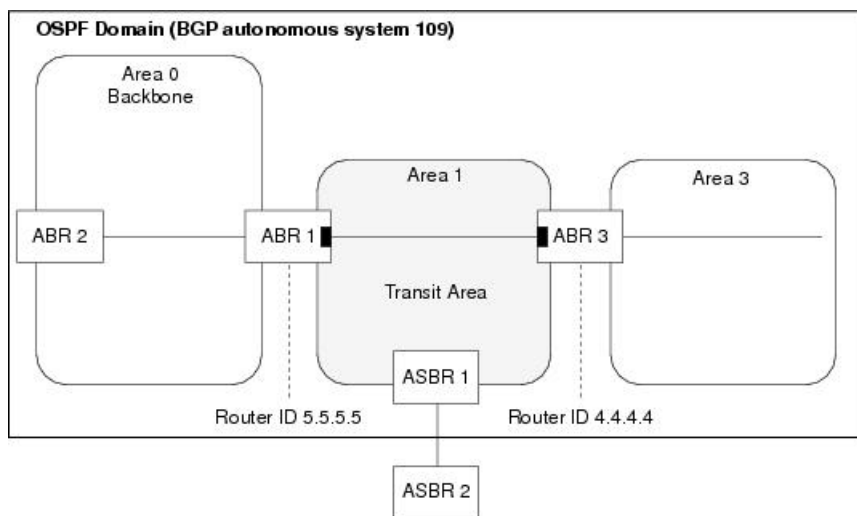 OSPF Domain (BGP autonomous system 109)
Area 0
Backbone
Area 1
Area 3
ABR 2
ABR 1
ABR 3
Transit Area
ASBR 1
Router ID 5.5.5.5
Router ID 4.4.4.4
ASBR 2